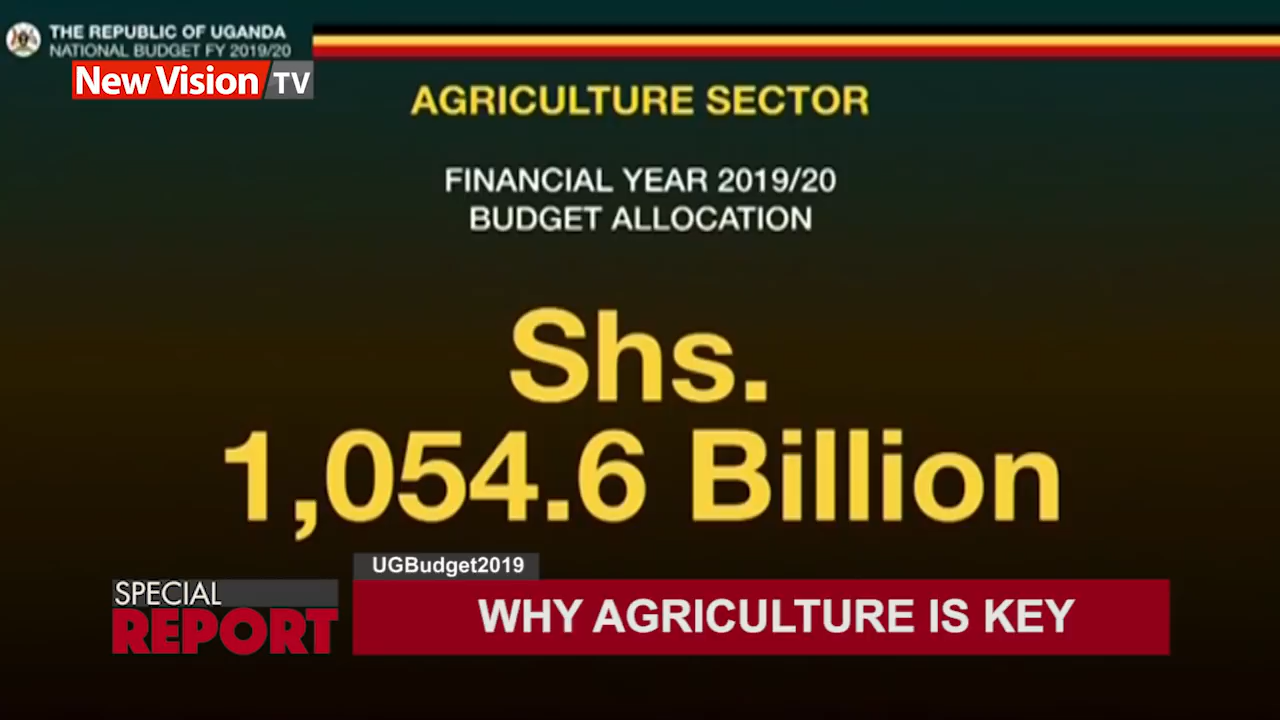 THE REPUBLIC OF UGANDA
NATIONAL BUDGET FY 2019/20
New Vision TV
AGRICULTURE SECTOR
FINANCIAL YEAR 2019/20
BUDGET ALLOCATION
Shs.
1,054.6 Billion
UGBudget2019
SPECIAL
REPORT
WHY AGRICULTURE IS KEY